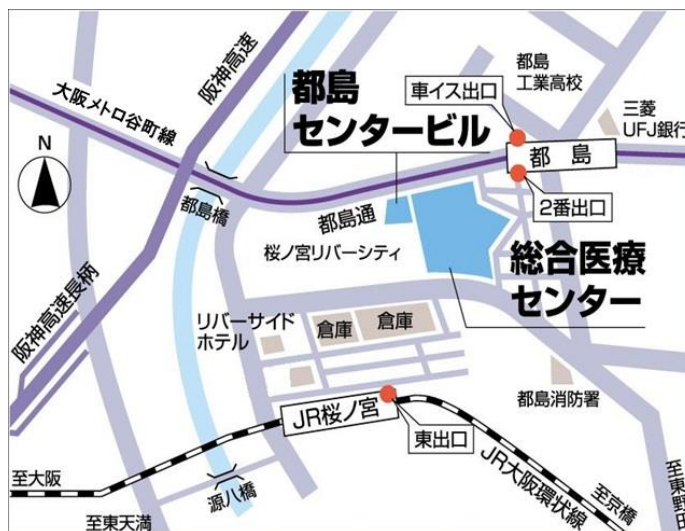 阪神高速
大阪メトロ谷町線
都島
センタービル
車イス出口
都島
工業高校
三菱
UFJ銀行
都島
2番出口
N
都島橋
都島通
桜ノ宮リバーシティ
総合医療
センター
阪神高速長柄
リバーサイド
ホテル
倉庫
倉庫
都島消防署
JR桜ノ宮
東出口
至大阪
源八橋
至東天満
JR大阪環状線
至京橋
至東野田